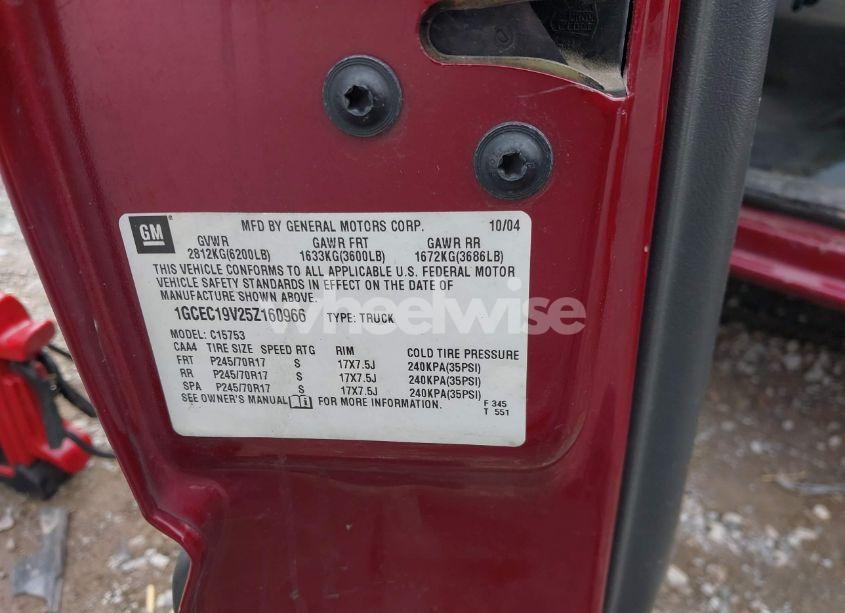 GM
MFD BY GENERAL MOTORS CORP. 10/04
GVWR GAWR FRT GAWR RR
2812KG(6200LB) 1633KG(3600LB) 1672KG(3686LB)
THIS VEHICLE CONFORMS TO ALL APPLICABLE U.S. FEDERAL MOTOR
VEHICLE SAFETY STANDARDS IN EFFECT ON THE DATE OF
MANUFACTURE SHOWN ABOVE.
1GCEC19V25Z160966 TYPE: TRUCK
MODEL: C15753
CAA4 TIRE SIZE SPEED RTG RIM COLD TIRE PRESSURE
FRT P245/70R17 S 17X7.5J 240KPA(35PSI)
RR P245/70R17 S 17X7.5J 240KPA(35PSI)
SPA P245/70R17 S 17X7.5J 240KPA(35PSI)
SEE OWNER'S MANUAL FOR MORE INFORMATION.
F 345
T 551
wheelwise